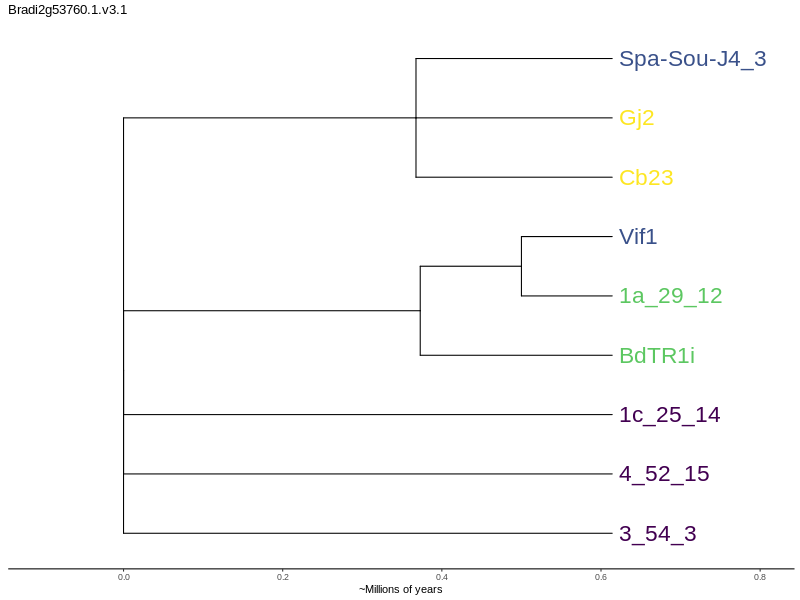 Bradi2g53760.1.v3.1
Spa-Sou-J4_3
Gj2
Cb23
Vif1
1a_29_12
BdTR1i
1c_25_14
4_52_15
3_54_3
0.0 0.2 0.4 0.6 0.8
~Millions of years